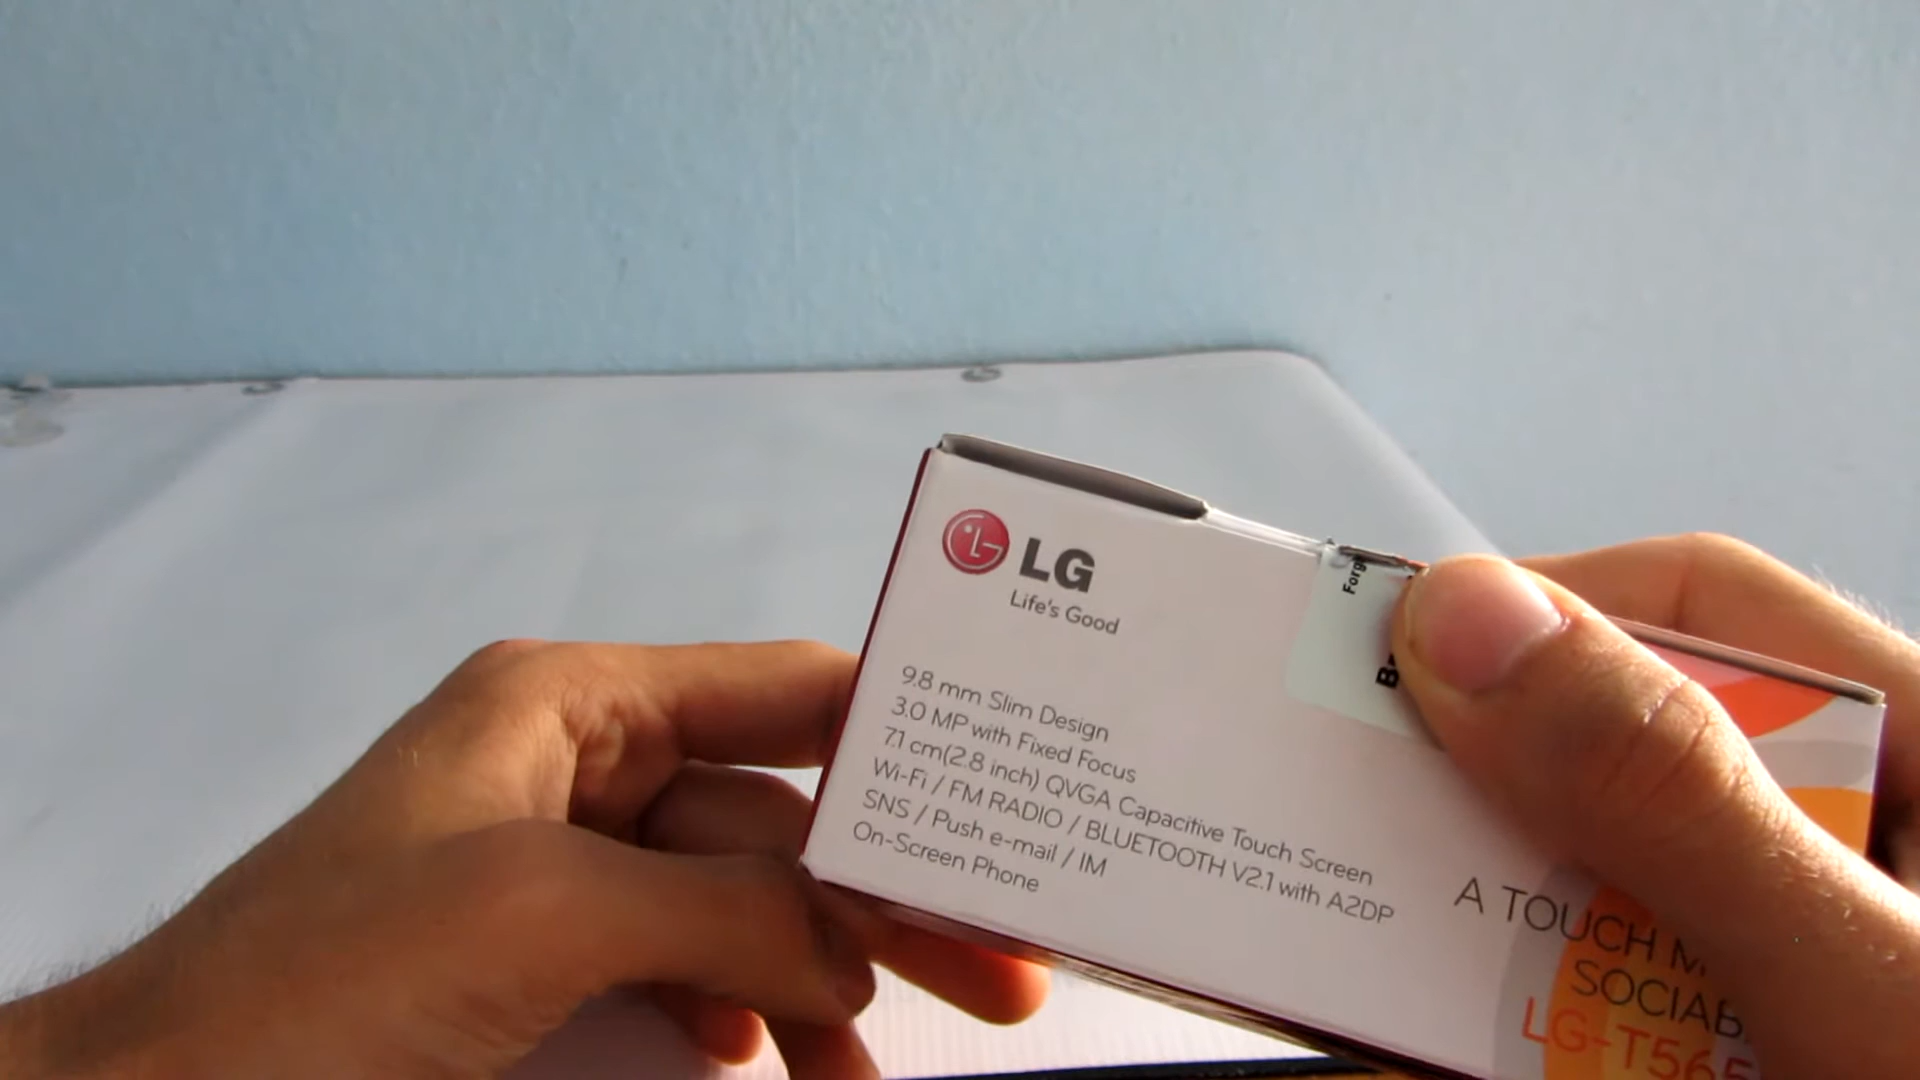 LG
Life's Good
9.8 mm Slim Design
3.0 MP with Fixed Focus
7.1 cm(2.8 inch) QVGA Capacitive Touch Screen
Wi-Fi / FM RADIO / BLUETOOTH V2.1 with A2DP
SNS / Push e-mail / IM
On-Screen Phone
A TOUCH
LG-T565